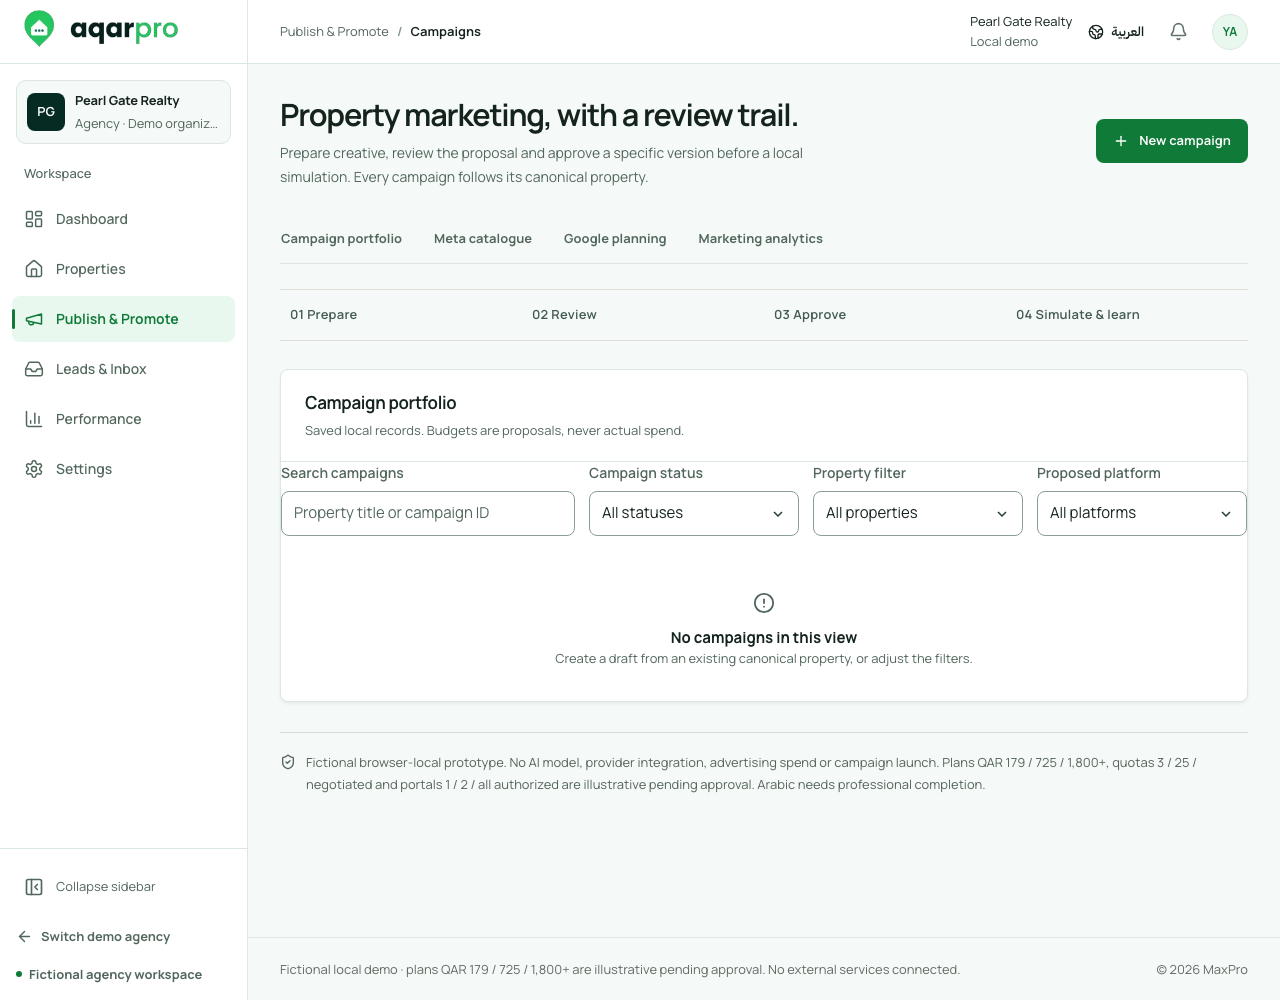 aqarpro
Publish & Promote / Campaigns
Pearl Gate Realty
Local demo
العربية
YA
PG
Pearl Gate Realty
Agency · Demo organiz...
Workspace
Dashboard
Properties
Publish & Promote
Leads & Inbox
Performance
Settings
Collapse sidebar
Switch demo agency
Fictional agency workspace
Property marketing, with a review trail.
Prepare creative, review the proposal and approve a specific version before a local
simulation. Every campaign follows its canonical property.
New campaign
Campaign portfolio Meta catalogue Google planning Marketing analytics
01 Prepare 02 Review 03 Approve 04 Simulate & learn
Campaign portfolio
Saved local records. Budgets are proposals, never actual spend.
Search campaigns Campaign status Property filter Proposed platform
Property title or campaign ID All statuses All properties All platforms
No campaigns in this view
Create a draft from an existing canonical property, or adjust the filters.
Fictional browser-local prototype. No AI model, provider integration, advertising spend or campaign launch. Plans QAR 179 / 725 / 1,800+, quotas 3 / 25 /
negotiated and portals 1 / 2 / all authorized are illustrative pending approval. Arabic needs professional completion.
Fictional local demo · plans QAR 179 / 725 / 1,800+ are illustrative pending approval. No external services connected.
© 2026 MaxPro